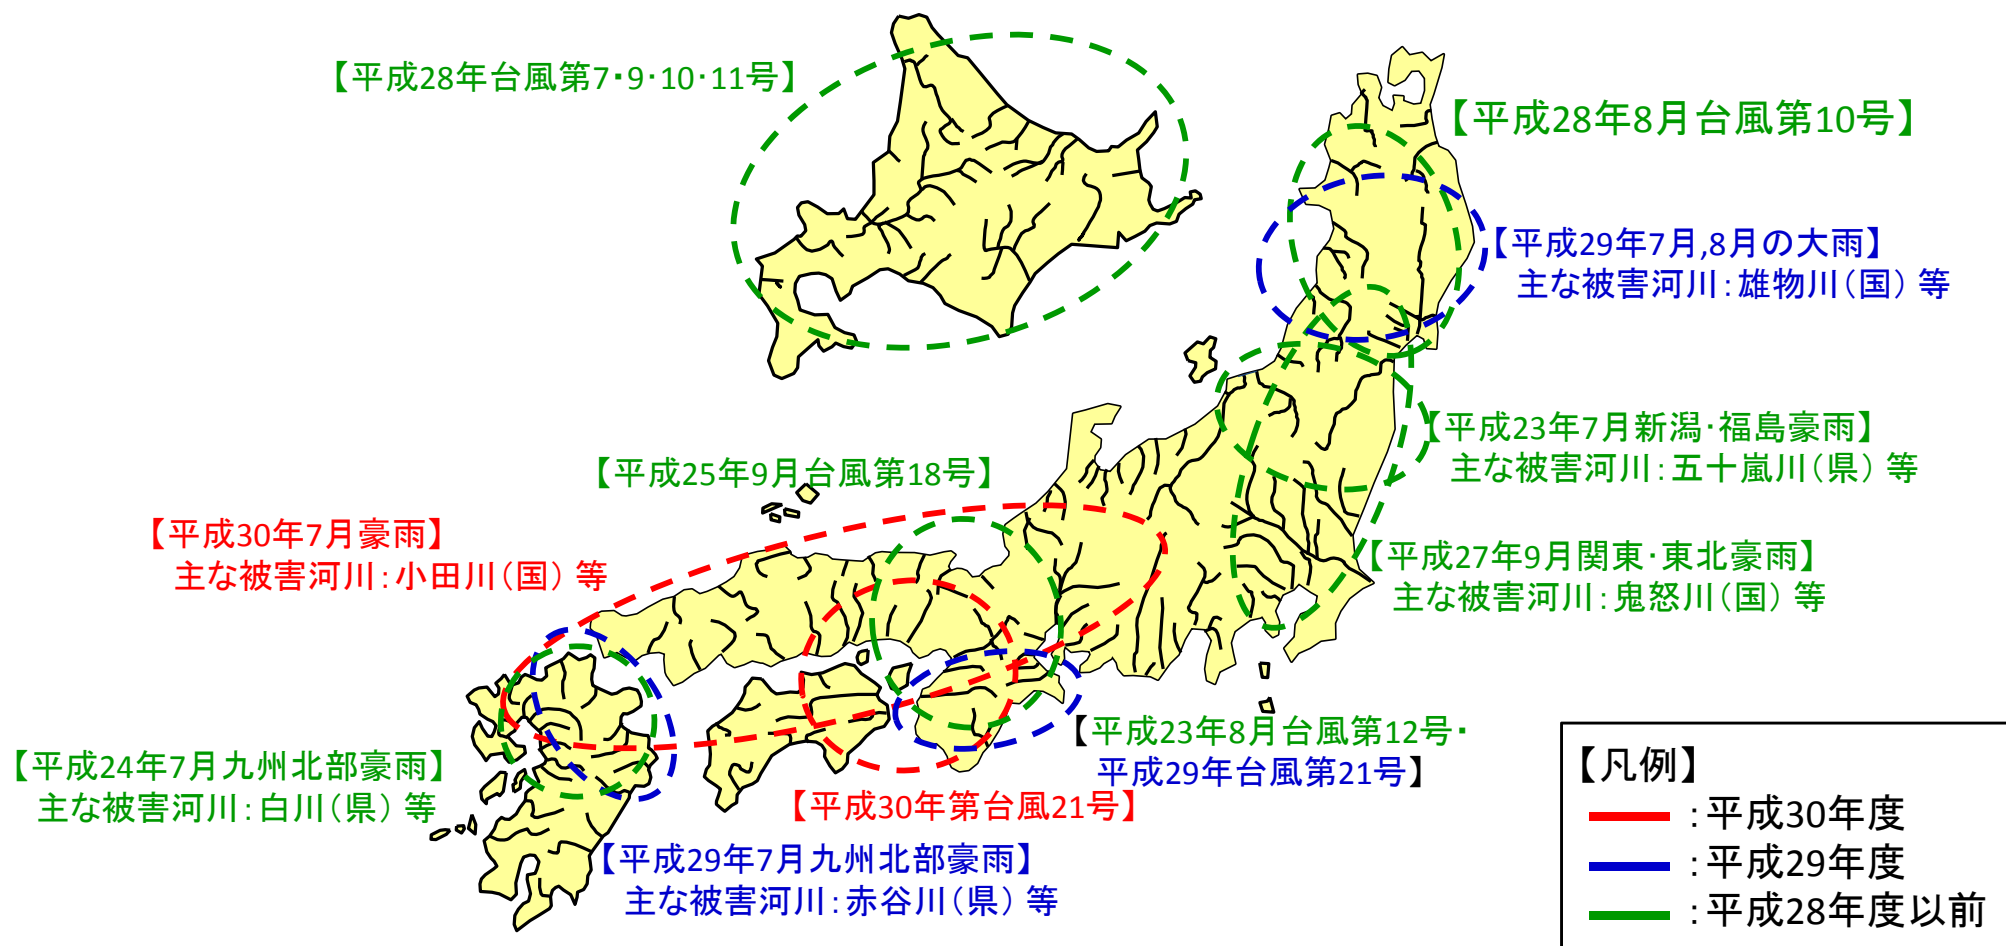 【平成28年台風第7・9・10・11号】
【平成28年8月台風第10号】
【平成29年7月,8月の大雨】
主な被害河川:雄物川(国) 等
【平成23年7月新潟・福島豪雨】
主な被害河川:五十嵐川(県) 等
【平成25年9月台風第18号】
【平成30年7月豪雨】
主な被害河川:小田川(国) 等
【平成27年9月関東・東北豪雨】
主な被害河川:鬼怒川(国) 等
【平成23年8月台風第12号・
平成29年台風第21号】
【平成24年7月九州北部豪雨】
主な被害河川:白川(県) 等
【平成30年第台風21号】
【平成29年7月九州北部豪雨】
主な被害河川:赤谷川(県) 等
【凡例】
:平成30年度
:平成29年度
:平成28年度以前